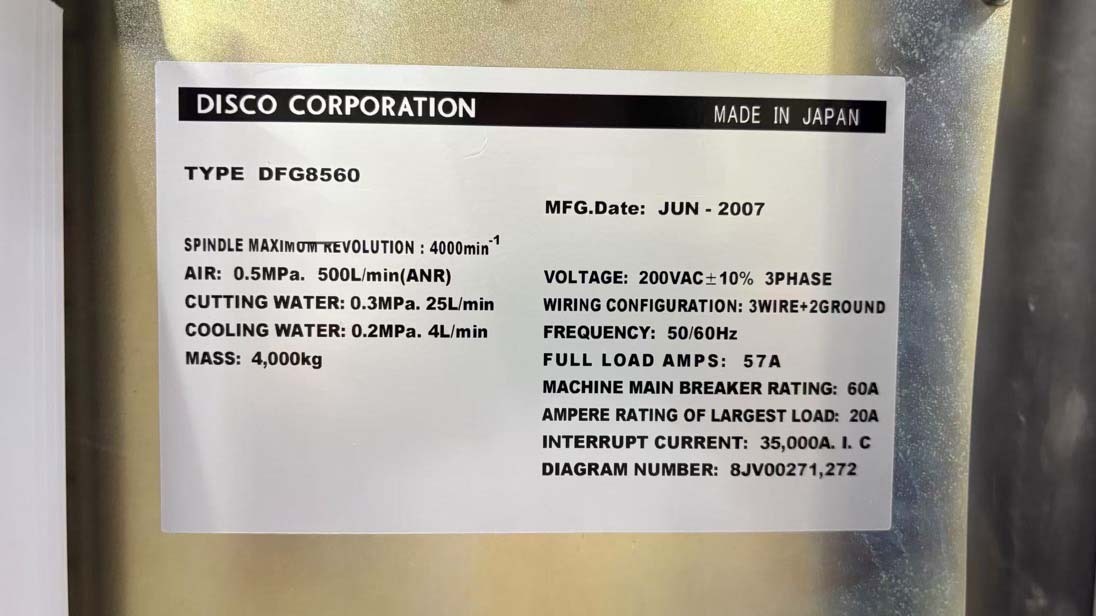 DISCO CORPORATION
MADE IN JAPAN
TYPE DFG8560
MFG.Date: JUN - 2007
SPINDLE MAXIMUM REVOLUTION : 4000min⁻¹
AIR: 0.5MPa. 500L/min(ANR)
CUTTING WATER: 0.3MPa. 25L/min
COOLING WATER: 0.2MPa. 4L/min
MASS: 4,000kg
VOLTAGE: 200VAC±10% 3PHASE
WIRING CONFIGURATION: 3WIRE+2GROUND
FREQUENCY: 50/60Hz
FULL LOAD AMPS: 57A
MACHINE MAIN BREAKER RATING: 60A
AMPERE RATING OF LARGEST LOAD: 20A
INTERRUPT CURRENT: 35,000A. I. C
DIAGRAM NUMBER: 8JV00271,272